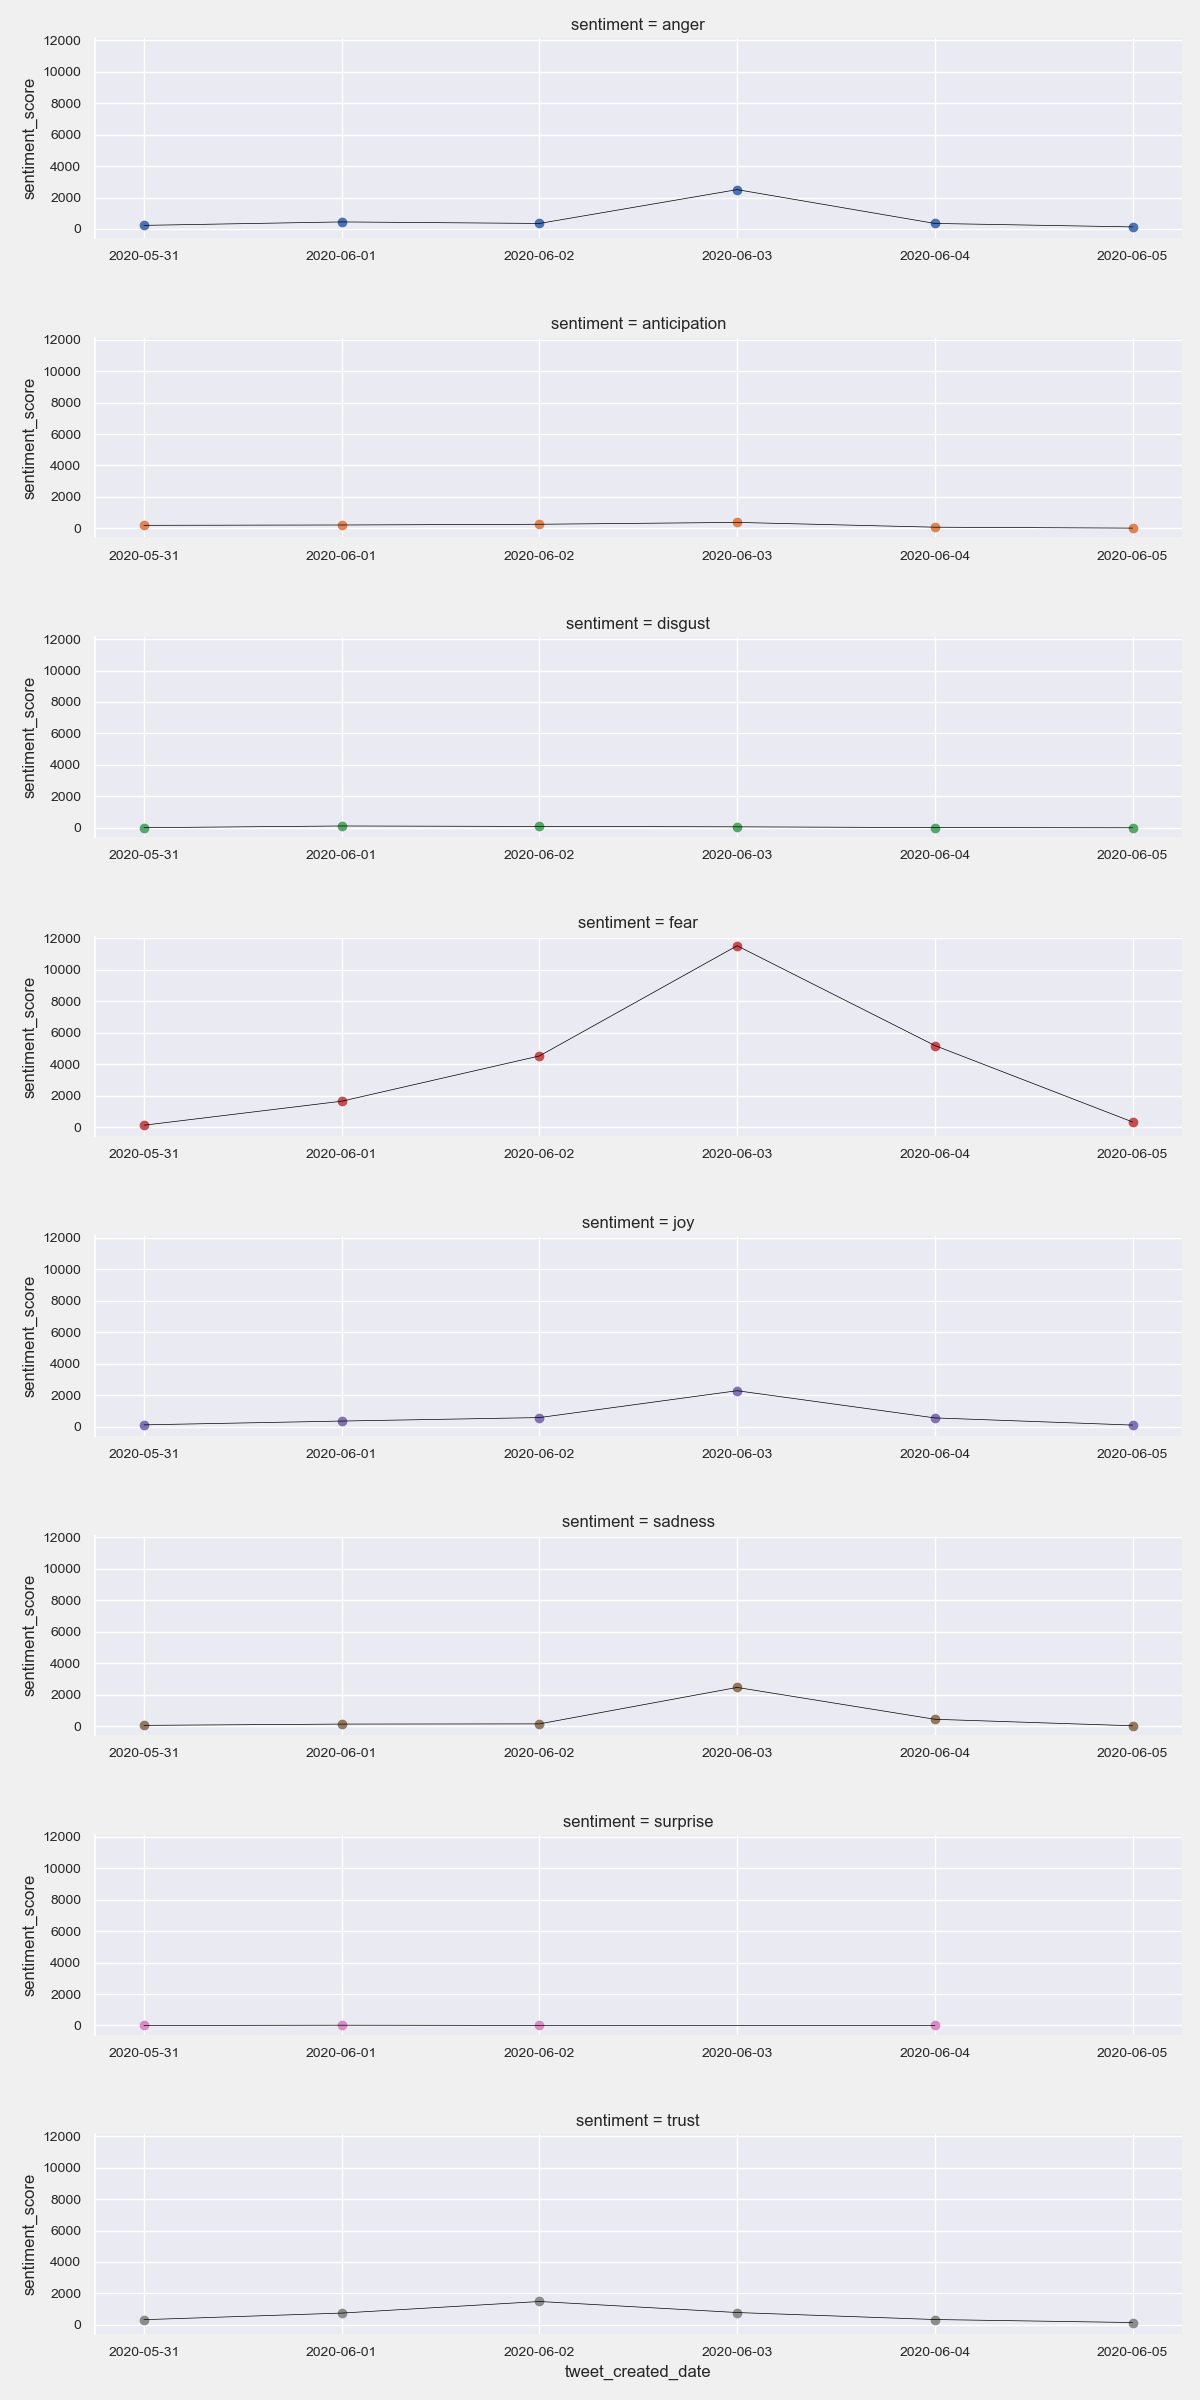 sentiment = anger
12000
10000
8000
6000
4000
2000
0
sentiment_score
2020-05-31 2020-06-01 2020-06-02 2020-06-03 2020-06-04 2020-06-05
sentiment = anticipation
12000
10000
8000
6000
4000
2000
0
sentiment_score
2020-05-31 2020-06-01 2020-06-02 2020-06-03 2020-06-04 2020-06-05
sentiment = disgust
12000
10000
8000
6000
4000
2000
0
sentiment_score
2020-05-31 2020-06-01 2020-06-02 2020-06-03 2020-06-04 2020-06-05
sentiment = fear
12000
10000
8000
6000
4000
2000
0
sentiment_score
2020-05-31 2020-06-01 2020-06-02 2020-06-03 2020-06-04 2020-06-05
sentiment = joy
12000
10000
8000
6000
4000
2000
0
sentiment_score
2020-05-31 2020-06-01 2020-06-02 2020-06-03 2020-06-04 2020-06-05
sentiment = sadness
12000
10000
8000
6000
4000
2000
0
sentiment_score
2020-05-31 2020-06-01 2020-06-02 2020-06-03 2020-06-04 2020-06-05
sentiment = surprise
12000
10000
8000
6000
4000
2000
0
sentiment_score
2020-05-31 2020-06-01 2020-06-02 2020-06-03 2020-06-04 2020-06-05
sentiment = trust
12000
10000
8000
6000
4000
2000
0
sentiment_score
2020-05-31 2020-06-01 2020-06-02 2020-06-03 2020-06-04 2020-06-05
tweet_created_date